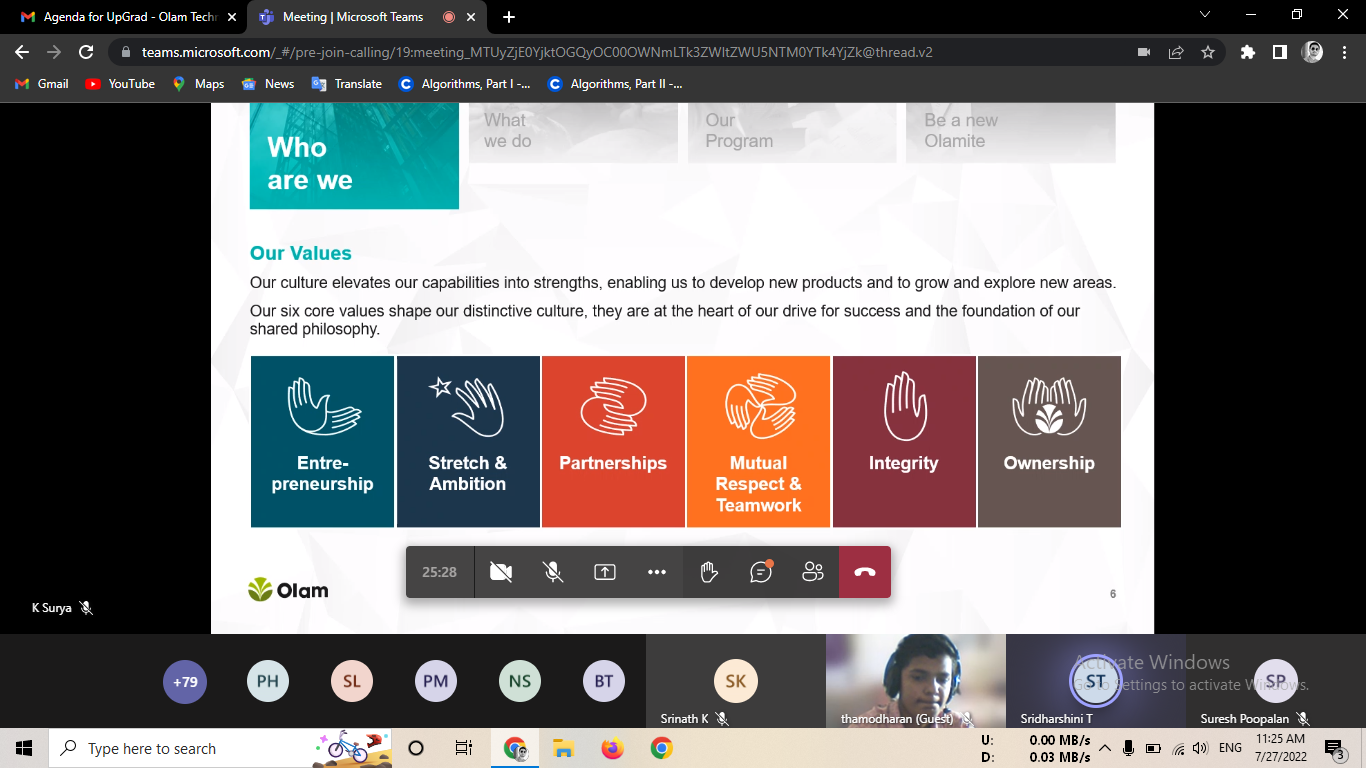 Agenda for UpGrad - Olam Techn
Meeting | Microsoft Teams
teams.microsoft.com/_#/pre-join-calling/19:meeting_MTUyZjE0YjktOGQyOC00OWNmLTk3ZWItZWU5NTM0YTk4YjZk@thread.v2
Gmail YouTube Maps News Translate Algorithms, Part I -... Algorithms, Part II -...
Who
are we
What
we do
Our
Program
Be a new
Olamite
Our Values
Our culture elevates our capabilities into strengths, enabling us to develop new products and to grow and explore new areas.
Our six core values shape our distinctive culture, they are at the heart of our drive for success and the foundation of our
shared philosophy.
Entre-
preneurship
Stretch &
Ambition
Partnerships
Mutual
Respect &
Teamwork
Integrity
Ownership
25:28
Olam
6
K Surya
+79
PH
SL
PM
NS
BT
SK
Srinath K
thamodharan (Guest)
ST
Sridharshini T
SP
Suresh Poopalan
Activate Windows
Go to Settings to activate Windows.
Type here to search
U: 0.00 MB/s
D: 0.03 MB/s
ENG
11:25 AM
7/27/2022
3